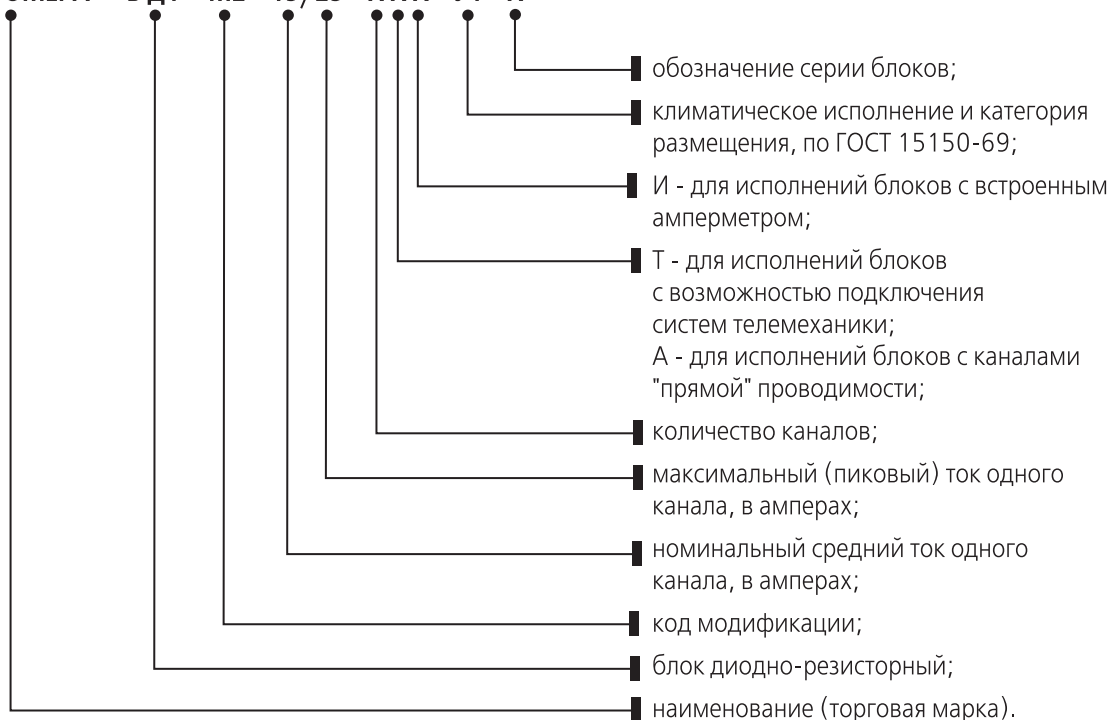 обозначение серии блоков;
климатическое исполнение и категория
размещения, по ГОСТ 15150-69;
И - для исполнений блоков с встроенным
амперметром;
Т - для исполнений блоков
с возможностью подключения
систем телемеханики;
А - для исполнений блоков с каналами
"прямой" проводимости;
количество каналов;
максимальный (пиковый) ток одного
канала, в амперах;
номинальный средний ток одного
канала, в амперах;
код модификации;
блок диодно-резисторный;
наименование (торговая марка).